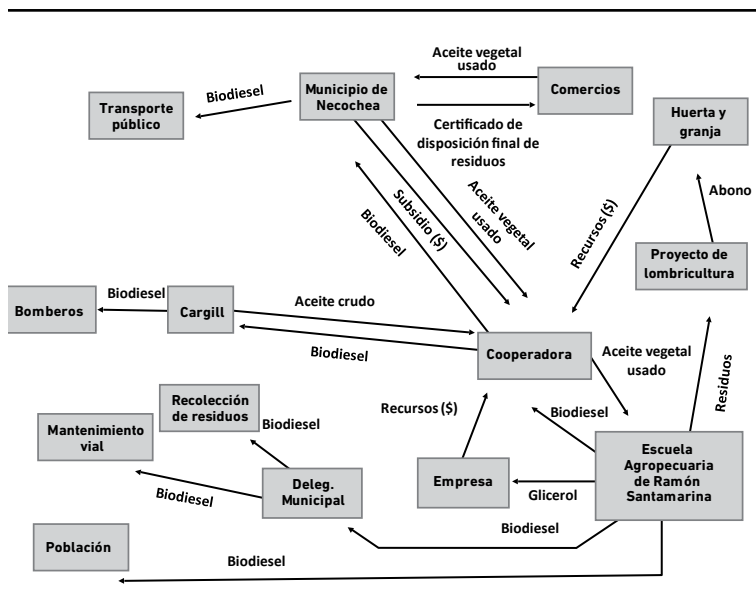 Aceite vegetal
usado
Municipio de
Necochea
Comercios
Biodiesel
Transporte
público
Huerta y
granja
Certificado de
disposición final de
residuos
Aceite vegetal
usado
Subsidio ($)
Biodiesel
Recursos ($)
Abono
Proyecto de
lombricultura
Bomberos
Biodiesel
Cargill
Aceite crudo
Biodiesel
Cooperadora
Aceite vegetal
usado
Residuos
Recolección
de residuos
Biodiesel
Mantenimiento
vial
Biodiesel
Deleg.
Municipal
Recursos ($)
Empresa
Biodiesel
Glicerol
Escuela
Agropecuaria
de Ramón
Santamarina
Biodiesel
Población
Biodiesel